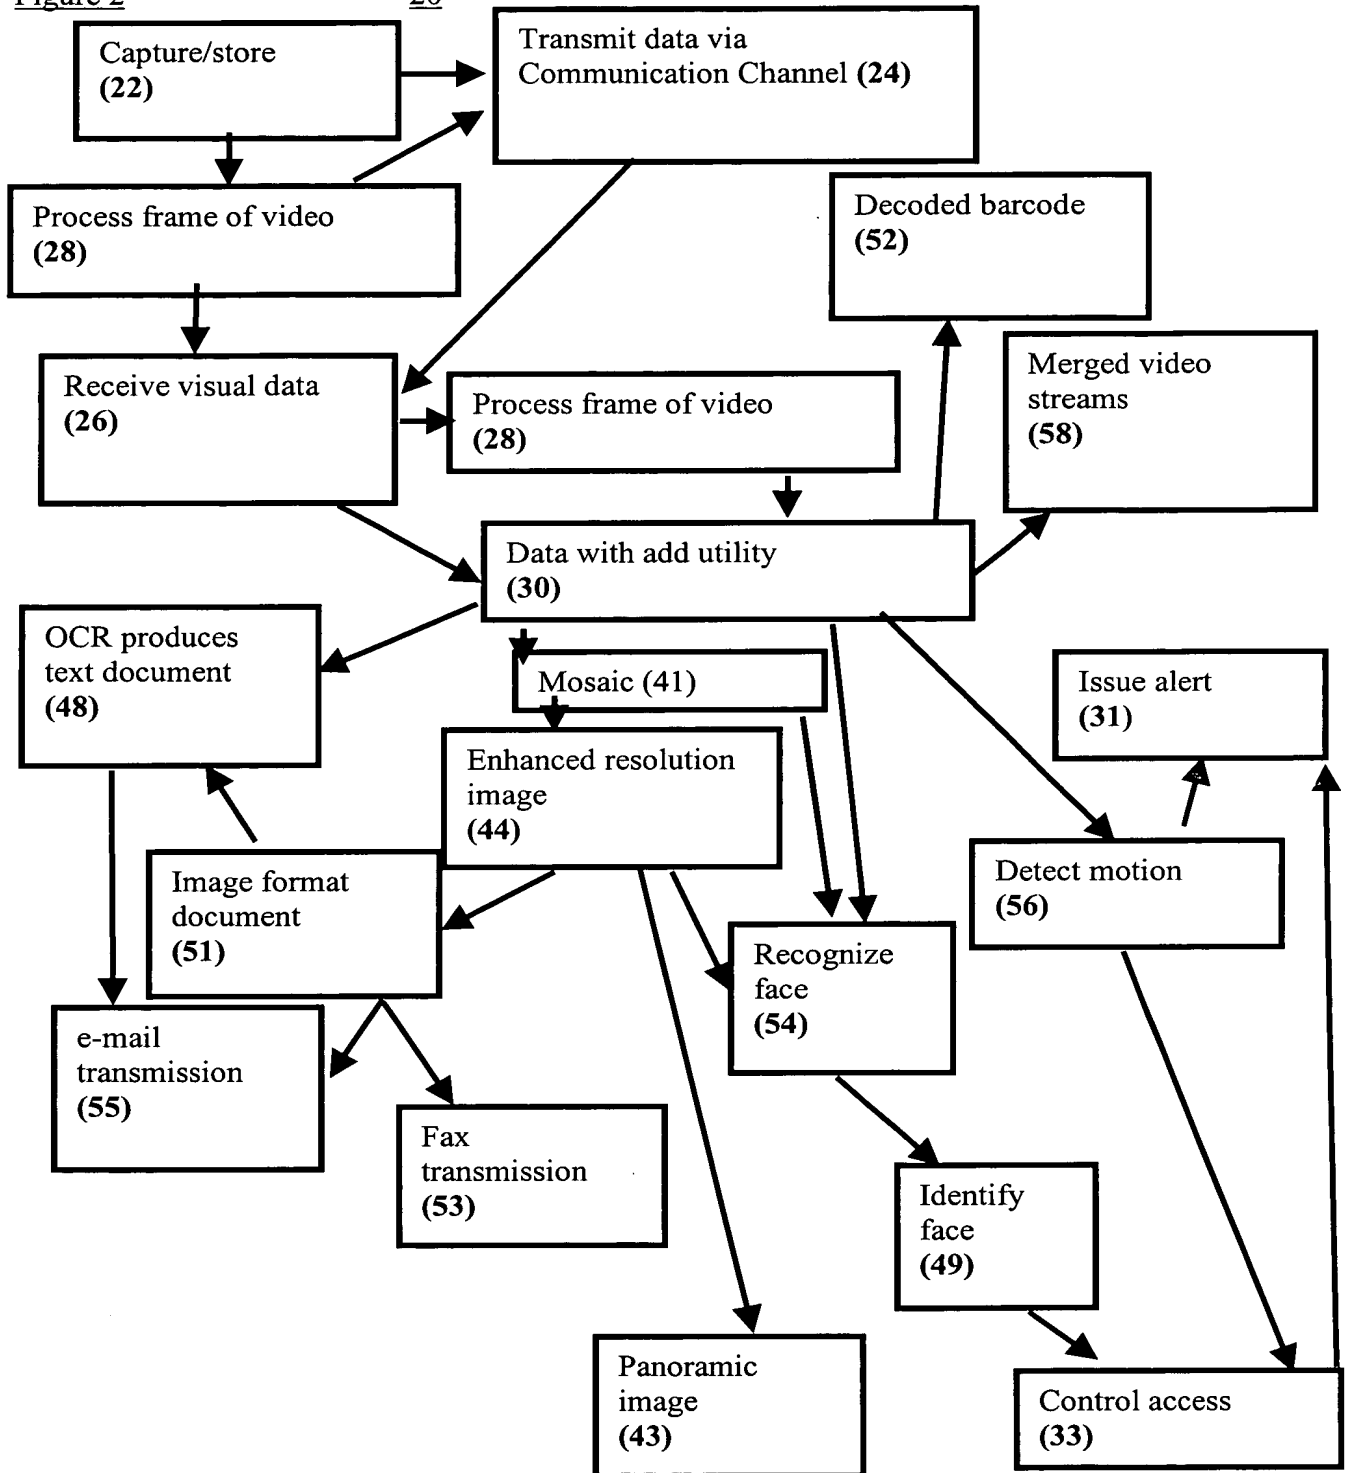 Figure 2 20
Capture/store
(22)
Transmit data via
Communication Channel (24)
Process frame of video
(28)
Decoded barcode
(52)
Receive visual data
(26)
Process frame of video
(28)
Merged video
streams
(58)
Data with add utility
(30)
OCR produces
text document
(48)
Mosaic (41)
Issue alert
(31)
Enhanced resolution
image
(44)
Image format
document
(51)
Detect motion
(56)
Recognize
face
(54)
e-mail
transmission
(55)
Fax
transmission
(53)
Identify
face
(49)
Panoramic
image
(43)
Control access
(33)